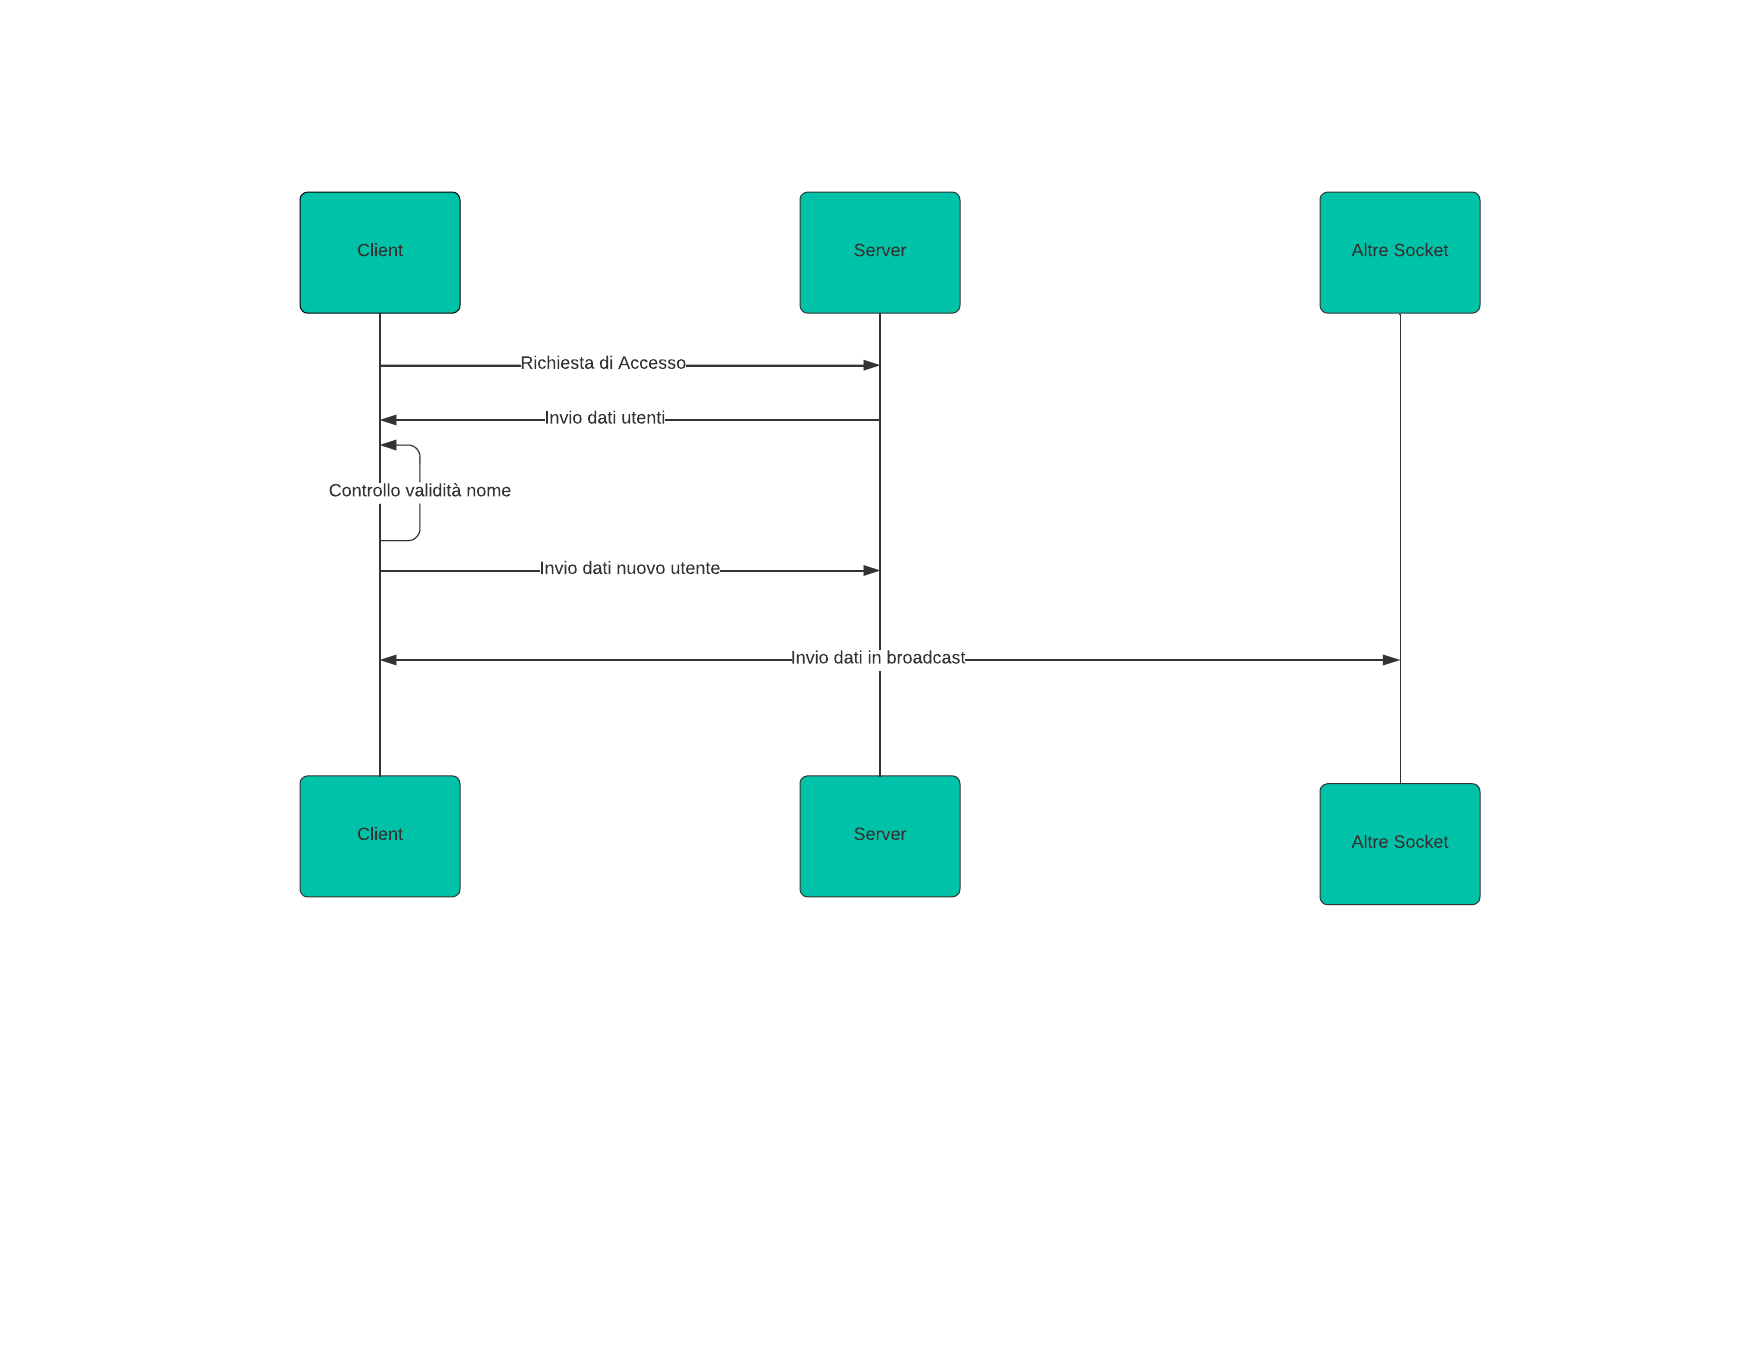 Client
Server
Altre Socket
Richiesta di Accesso
Invio dati utenti
Controllo validità nome
Invio dati nuovo utente
Invio dati in broadcast
Client
Server
Altre Socket